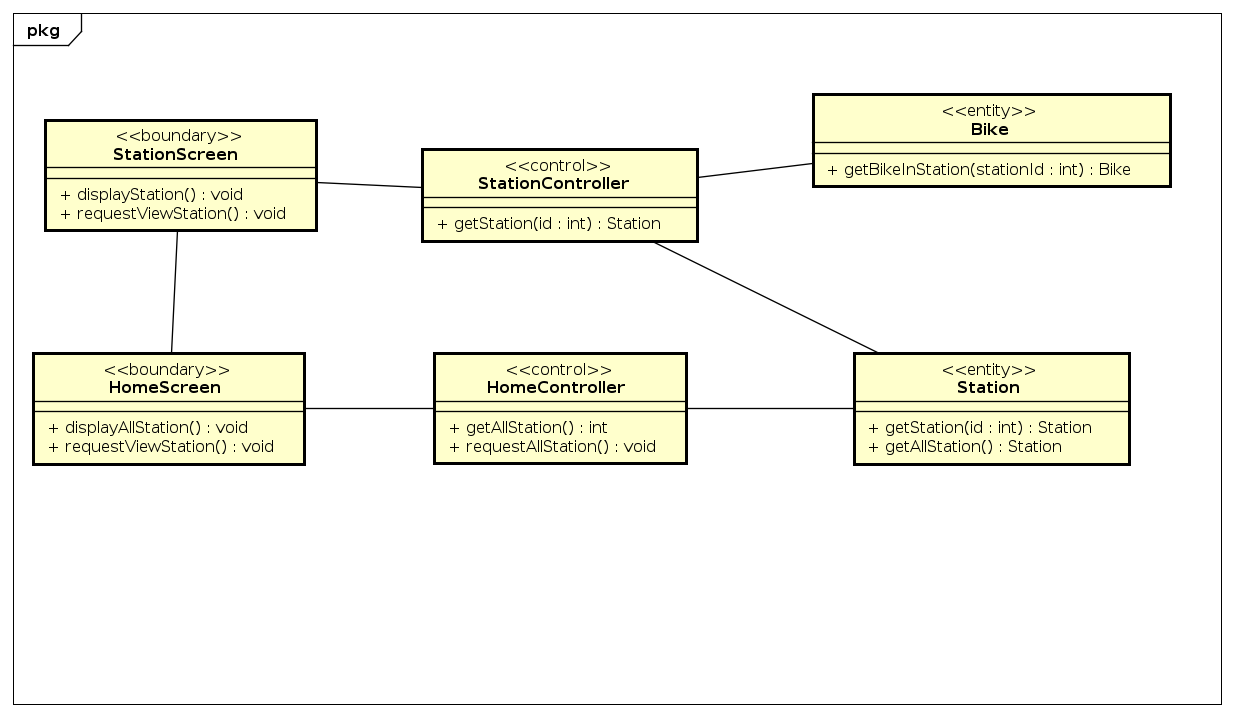 pkg
<<boundary>>
StationScreen
+ displayStation() : void
+ requestViewStation() : void
<<control>>
StationController
+ getStation(id : int) : Station
<<entity>>
Bike
+ getBikeInStation(stationId : int) : Bike
<<boundary>>
HomeScreen
+ displayAllStation() : void
+ requestViewStation() : void
<<control>>
HomeController
+ getAllStation() : int
+ requestAllStation() : void
<<entity>>
Station
+ getStation(id : int) : Station
+ getAllStation() : Station